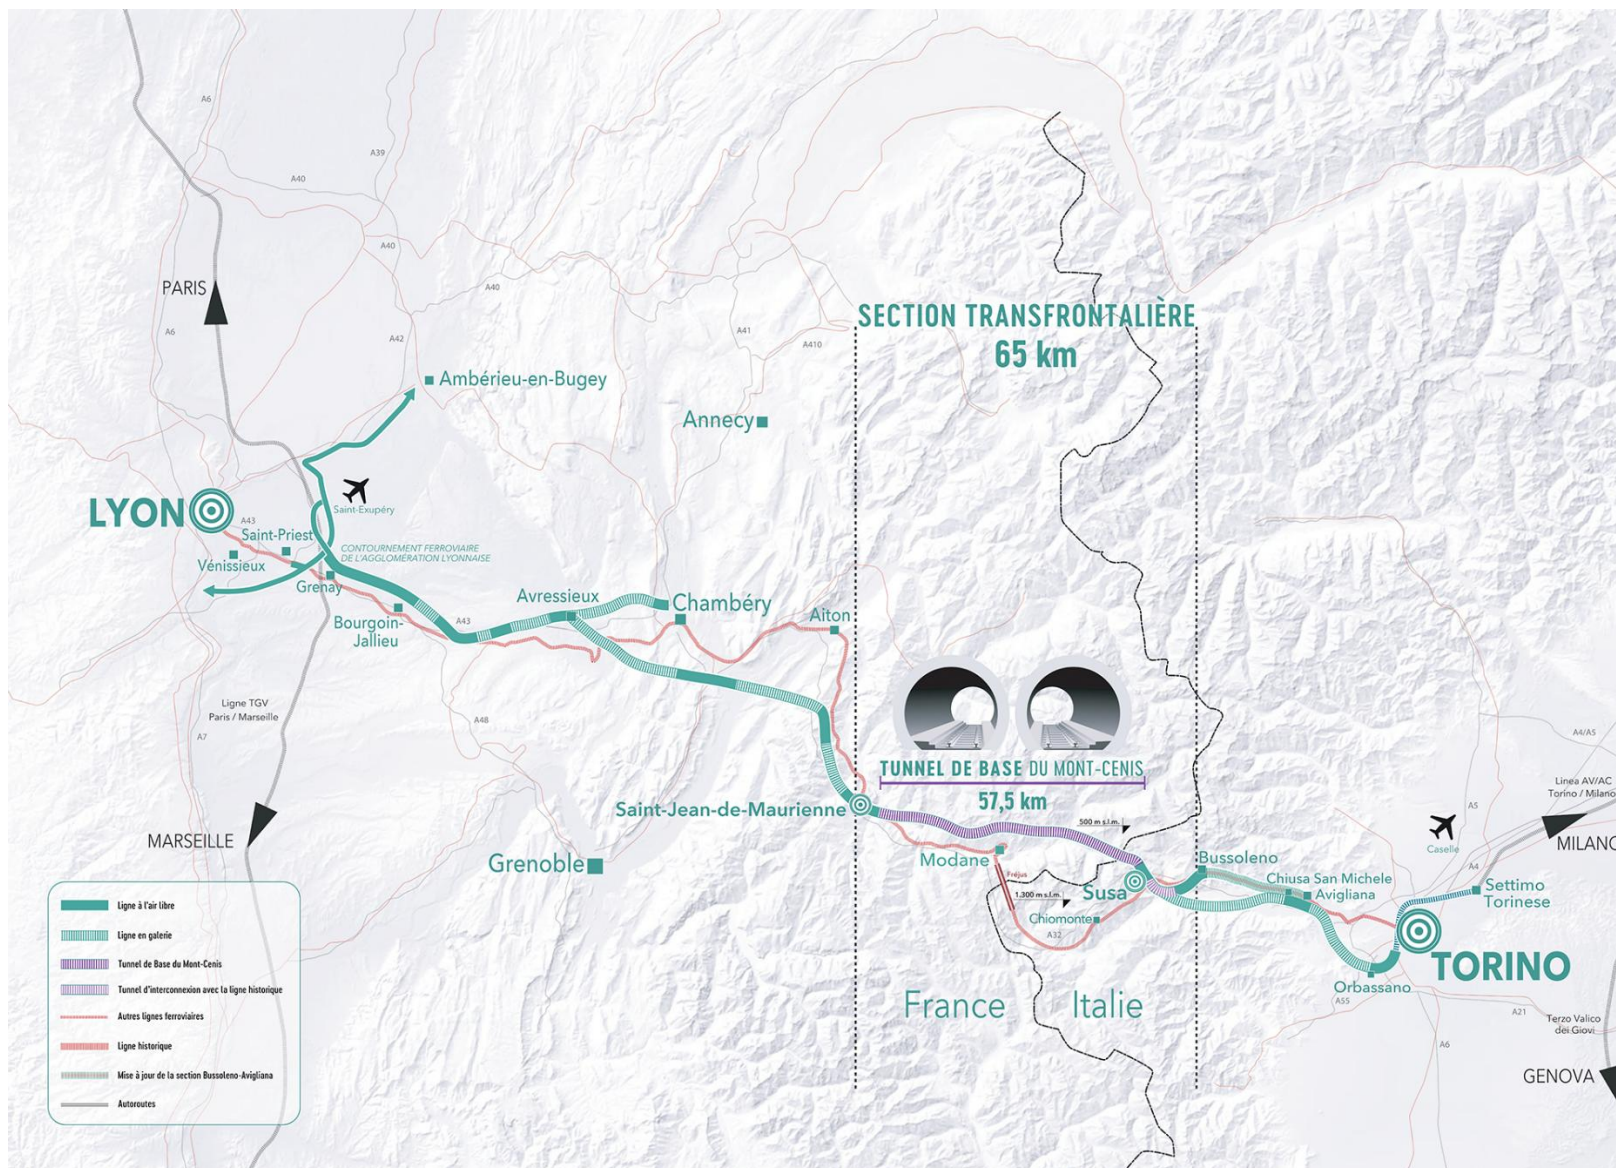 A6
A39
A40
A40
PARIS
A40
A6
A42
A41
A410
SECTION TRANSFRONTALIÈRE
65 km
Ambérieu-en-Bugey
Annecy
LYON
Saint-Exupéry
A43
Saint-Priest
CONTOURNEMENT FERROVIAIRE
DE L'AGGLOMÉRATION LYONNAISE
Vénissieux
Grenay
Avressieux
Chambéry
Bourgoin-
Jallieu
A43
Aiton
Ligne TGV
Paris / Marseille
A48
A7
TUNNEL DE BASE DU MONT-CENIS
57,5 km
A4/A5
Linea AV/AC
Torino / Milano
A5
Saint-Jean-de-Maurienne
500 m s.l.m.
MARSEILLE
MILANO
Caselle
Grenoble
Modane
Bussoleno
A4
Fréjus
Susa
Chiusa San Michele
Avigliana
Settimo
Torinese
1.300 m s.l.m.
Chiomonte
A32
TORINO
Orbassano
France
Italie
A55
A21
Terzo Valico
dei Giovi
A6
GENOVA
Ligne à l'air libre
Ligne en galerie
Tunnel de Base du Mont-Cenis
Tunnel d'interconnexion avec la ligne historique
Autres lignes ferroviaires
Ligne historique
Mise à jour de la section Bussoleno-Avigliana
Autoroutes